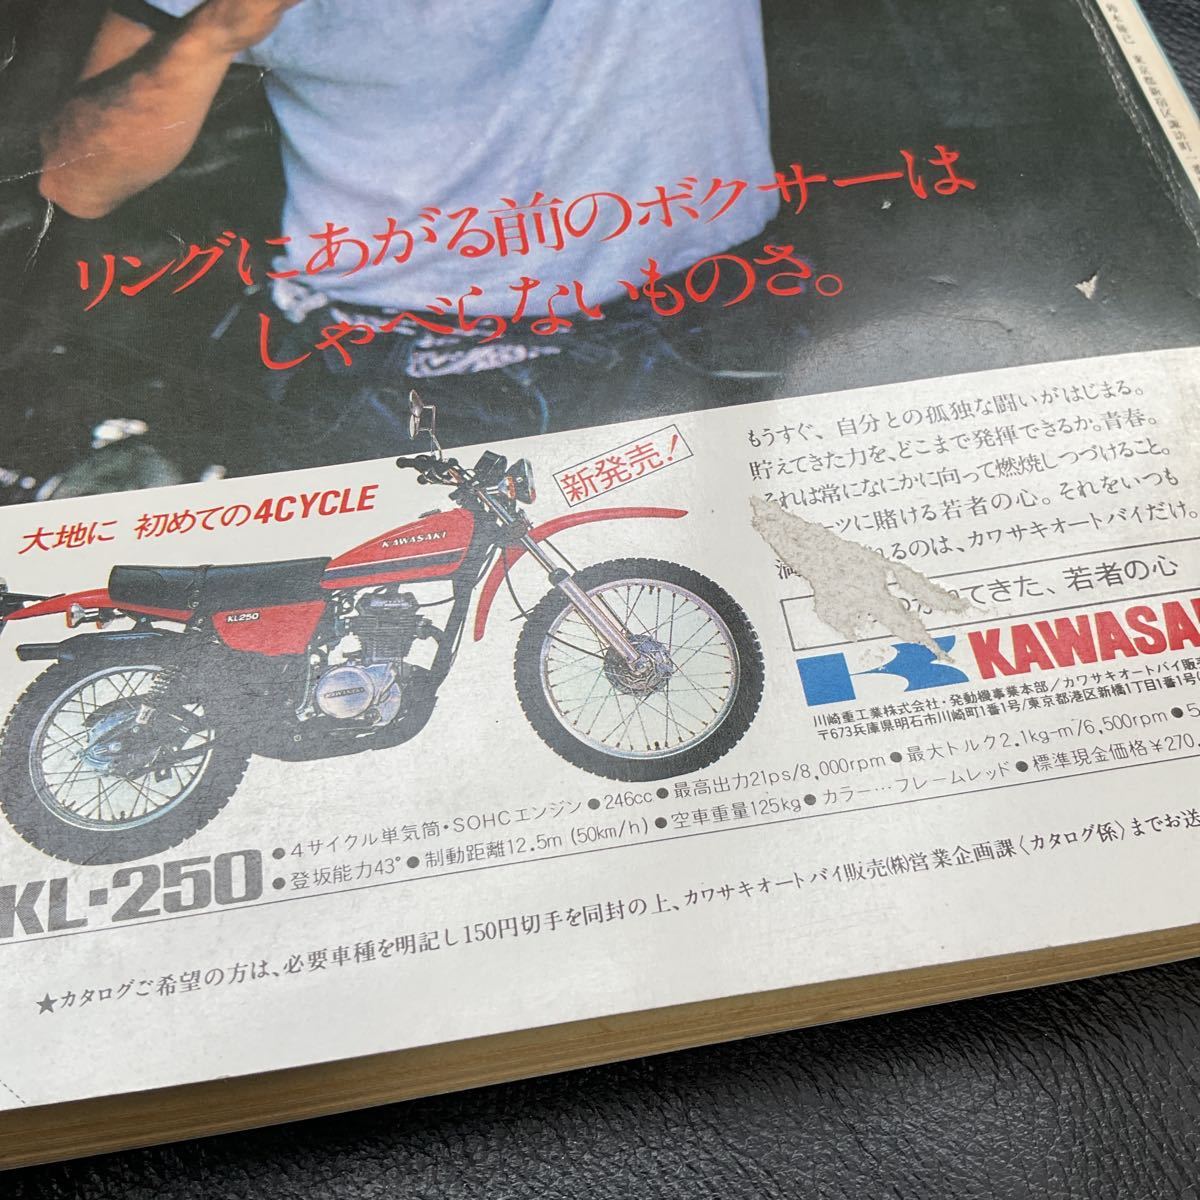 鈴木脩己 東京都新宿区諏訪町一
リングにあがる前のボクサーは
しゃべらないものさ。
もうすぐ、自分との孤独な闘いがはじまる。
貯えてきた力を、どこまで発揮できるか。青春。
それは常になにかに向って燃焼しつづけること。
ーツに賭ける若者の心。それをいつも
れるのは、カワサキオートバイだけ。
れてきた、若者の心
KAWASA
川崎重工業株式会社・発動機事業本部/カワサキオートバイ販
〒673兵庫県明石市川崎町1番1号/東京都港区新橋1丁目1番1号
新発売!
大地に 初めての4CYCLE
KAWASAKI
KL250
KL-250
●4サイクル単気筒・SOHCエンジン●246cc●最高出力21ps/8,000rpm●最大トルク2.1kg-m/6,500rpm●5
●登坂能力43°●制動距離12.5m(50km/h)●空車重量125kg●カラー…フレームレッド●標準現金価格¥270,
★カタログご希望の方は、必要車種を明記し150円切手を同封の上、カワサキオートバイ販売㈱営業企画課〈カタログ係〉までお送